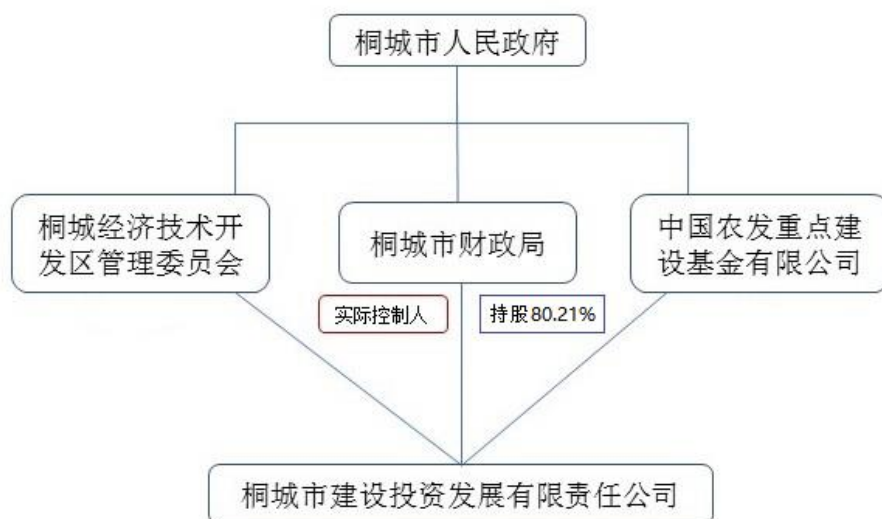 桐城市人民政府
桐城经济技术开
发区管理委员会
桐城市财政局
中国农发重点建
设基金有限公司
实际控制人
持股80.21%
桐城市建设投资发展有限责任公司